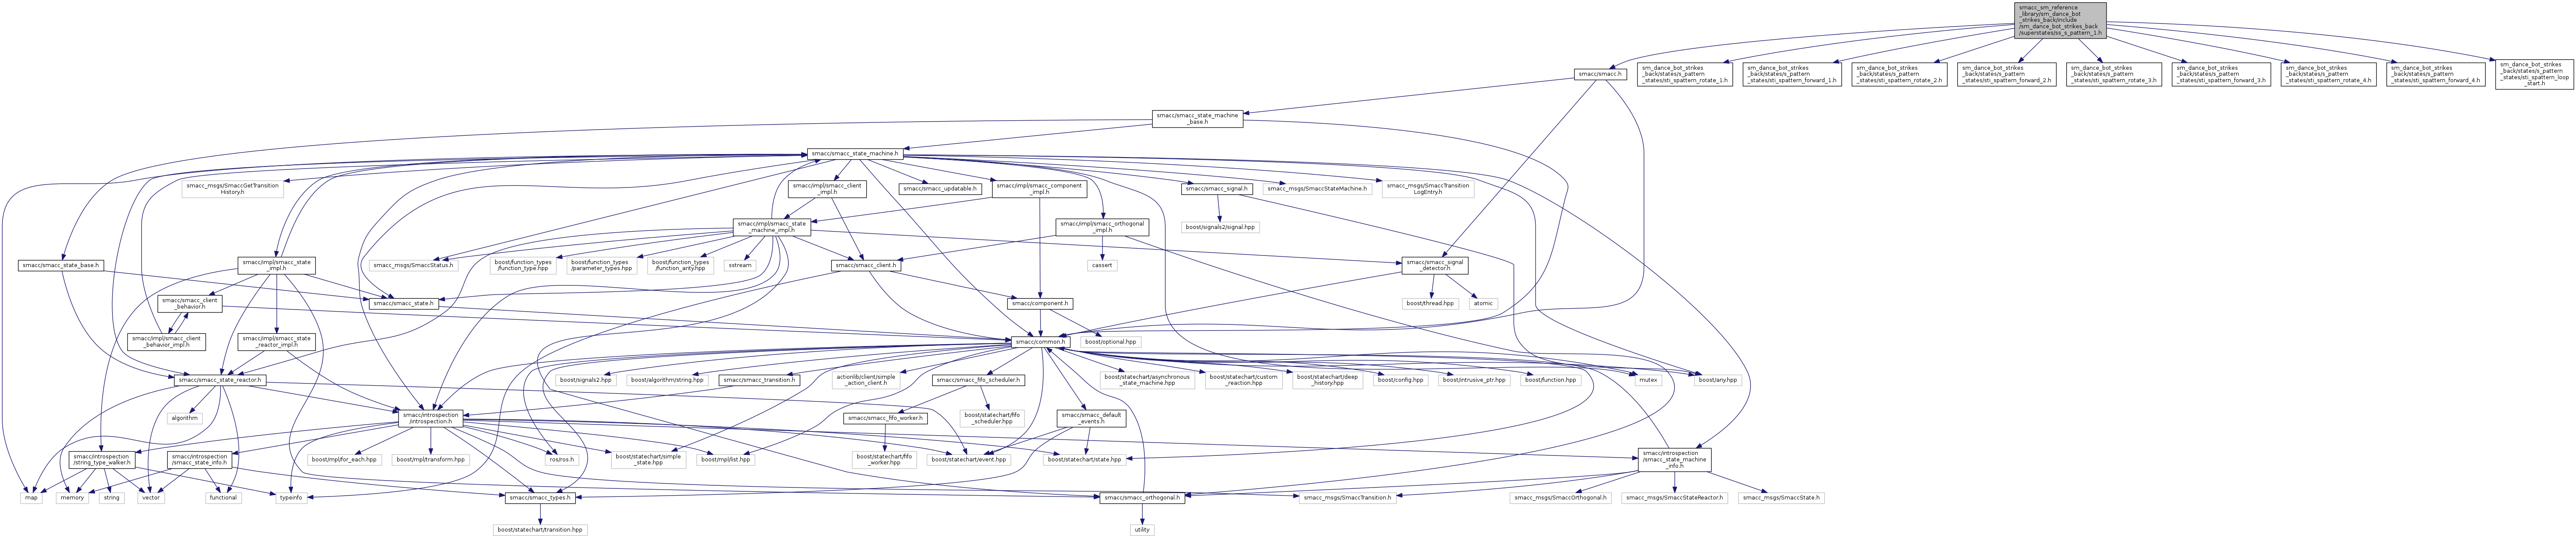 smacc_sm_reference
_library/sm_dance_bot
_strikes_back/include
/sm_dance_bot_strikes_back
/superstates/ss_s_pattern_1.h
smacc/smacc.h
sm_dance_bot_strikes
_back/states/s_pattern
_states/sti_spattern_rotate_1.h
sm_dance_bot_strikes
_back/states/s_pattern
_states/sti_spattern_forward_1.h
sm_dance_bot_strikes
_back/states/s_pattern
_states/sti_spattern_rotate_2.h
sm_dance_bot_strikes
_back/states/s_pattern
_states/sti_spattern_forward_2.h
sm_dance_bot_strikes
_back/states/s_pattern
_states/sti_spattern_rotate_3.h
sm_dance_bot_strikes
_back/states/s_pattern
_states/sti_spattern_forward_3.h
sm_dance_bot_strikes
_back/states/s_pattern
_states/sti_spattern_rotate_4.h
sm_dance_bot_strikes
_back/states/s_pattern
_states/sti_spattern_forward_4.h
sm_dance_bot_strikes
_back/states/s_pattern
_states/sti_spattern_loop
_start.h
smacc/smacc_state_machine
_base.h
smacc/smacc_state_machine.h
smacc_msgs/SmaccGetTransition
History.h
smacc/impl/smacc_client
_impl.h
smacc/smacc_updatable.h
smacc/impl/smacc_component
_impl.h
smacc/smacc_signal.h
smacc_msgs/SmaccStateMachine.h
smacc_msgs/SmaccTransition
LogEntry.h
smacc/impl/smacc_state
_machine_impl.h
smacc/impl/smacc_orthogonal
_impl.h
boost/signals2/signal.hpp
smacc/smacc_state_base.h
smacc/impl/smacc_state
_impl.h
smacc_msgs/SmaccStatus.h
boost/function_types
/function_type.hpp
boost/function_types
/parameter_types.hpp
boost/function_types
/function_arity.hpp
sstream
smacc/smacc_client.h
cassert
smacc/smacc_signal
_detector.h
smacc/smacc_client
_behavior.h
smacc/smacc_state.h
smacc/component.h
boost/thread.hpp
atomic
smacc/impl/smacc_client
_behavior_impl.h
smacc/impl/smacc_state
_reactor_impl.h
smacc/common.h
boost/optional.hpp
smacc/smacc_state_reactor.h
boost/signals2.hpp
boost/algorithm/string.hpp
smacc/smacc_transition.h
actionlib/client/simple
_action_client.h
smacc/smacc_fifo_scheduler.h
boost/statechart/asynchronous
_state_machine.hpp
boost/statechart/custom
_reaction.hpp
boost/statechart/deep
_history.hpp
boost/config.hpp
boost/intrusive_ptr.hpp
boost/function.hpp
mutex
boost/any.hpp
algorithm
smacc/introspection
/introspection.h
smacc/smacc_fifo_worker.h
boost/statechart/fifo
_scheduler.hpp
smacc/smacc_default
_events.h
smacc/introspection
/string_type_walker.h
smacc/introspection
/smacc_state_info.h
boost/mpl/for_each.hpp
boost/mpl/transform.hpp
ros/ros.h
boost/statechart/simple
_state.hpp
boost/mpl/list.hpp
boost/statechart/fifo
_worker.hpp
boost/statechart/event.hpp
boost/statechart/state.hpp
smacc/introspection
/smacc_state_machine
_info.h
map
memory
string
vector
functional
typeinfo
smacc/smacc_types.h
smacc/smacc_orthogonal.h
smacc_msgs/SmaccTransition.h
smacc_msgs/SmaccOrthogonal.h
smacc_msgs/SmaccStateReactor.h
smacc_msgs/SmaccState.h
boost/statechart/transition.hpp
utility